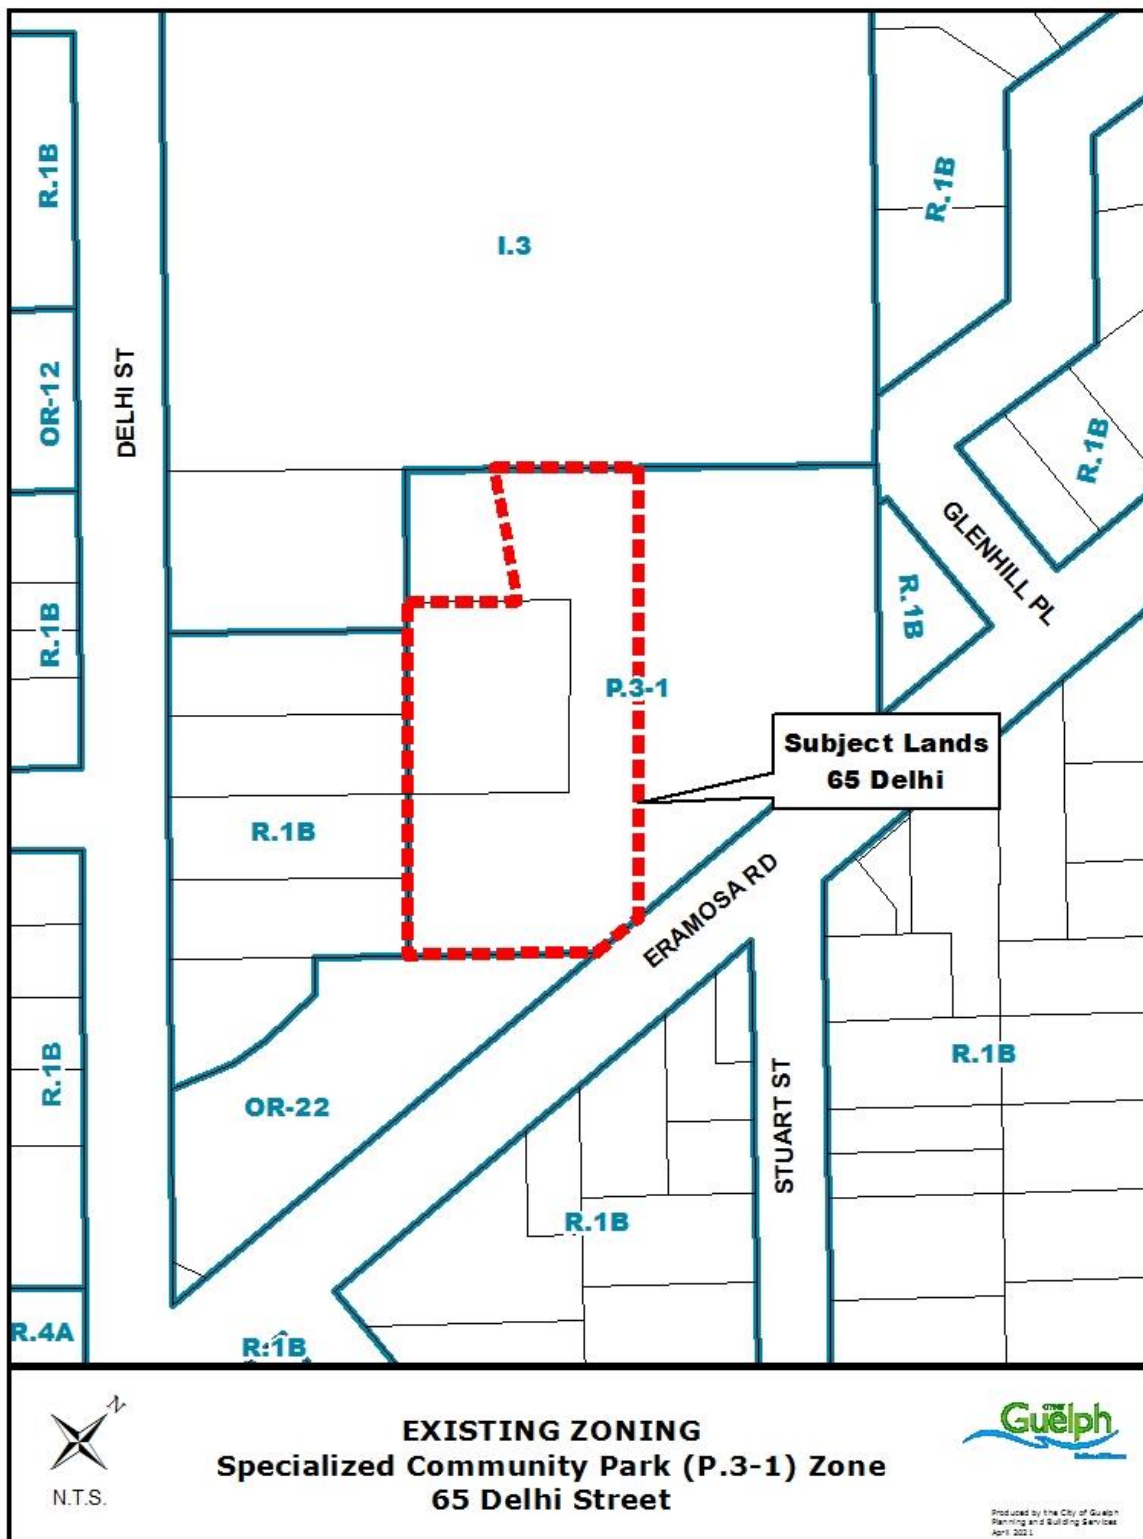 R.1B
R.1B
I.3
OR-12
DELHI ST
R.1B
GLENHILL PL
R.1B
R.1B
P.3-1
Subject Lands
65 Delhi
R.1B
ERAMOSA RD
R.1B
R.1B
OR-22
STUART ST
R.1B
R.4A
R.1B
N
N.T.S.
EXISTING ZONING
Specialized Community Park (P.3-1) Zone
65 Delhi Street
CITY OF
Guelph
Produced by the City of Guelph
Planning and Building Services
April 2021